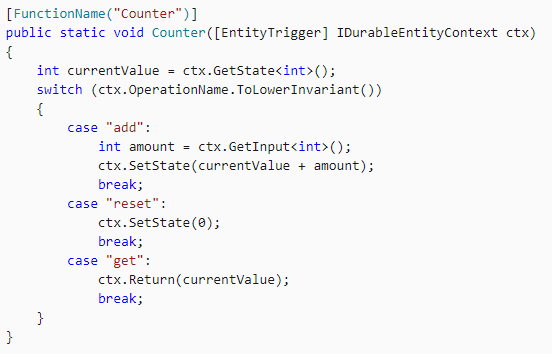 [FunctionName("Counter")]
public static void Counter([EntityTrigger] IDurableEntityContext ctx)
{
    int currentValue = ctx.GetState<int>();
    switch (ctx.OperationName.ToLowerInvariant())
    {
        case "add":
            int amount = ctx.GetInput<int>();
            ctx.SetState(currentValue + amount);
            break;
        case "reset":
            ctx.SetState(0);
            break;
        case "get":
            ctx.Return(currentValue);
            break;
    }
}